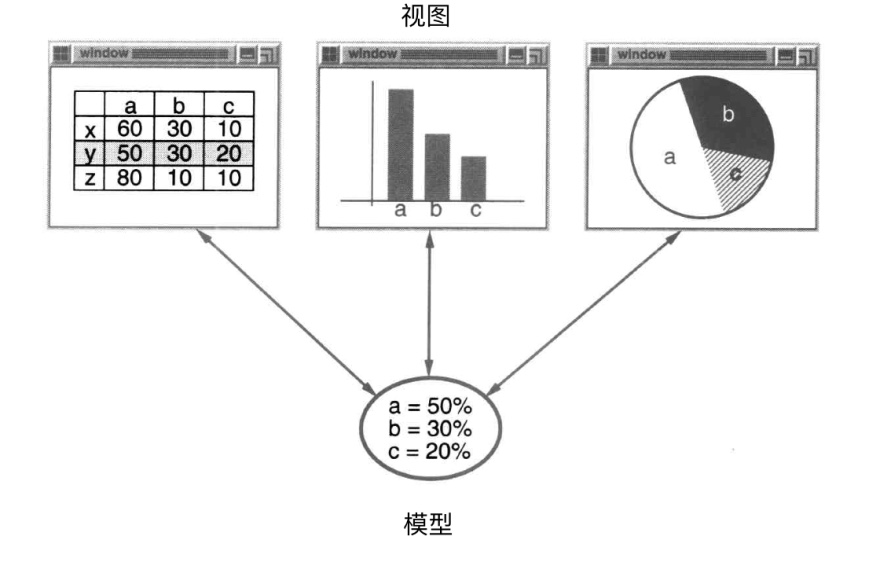 视图
window
window
window
a b c
x 60 30 10
y 50 30 20
z 80 10 10
a b c
a
b
c
a = 50%
b = 30%
c = 20%
模型